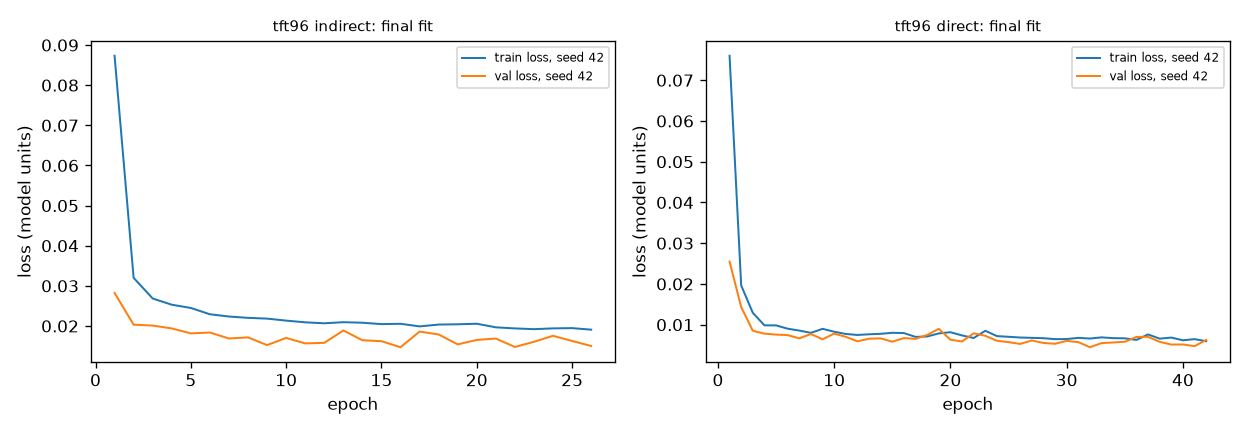 tft96 indirect: final fit
train loss, seed 42
val loss, seed 42
loss (model units)
0.09
0.08
0.07
0.06
0.05
0.04
0.03
0.02
0
5
10
15
20
25
epoch
tft96 direct: final fit
train loss, seed 42
val loss, seed 42
loss (model units)
0.07
0.06
0.05
0.04
0.03
0.02
0.01
0
10
20
30
40
epoch